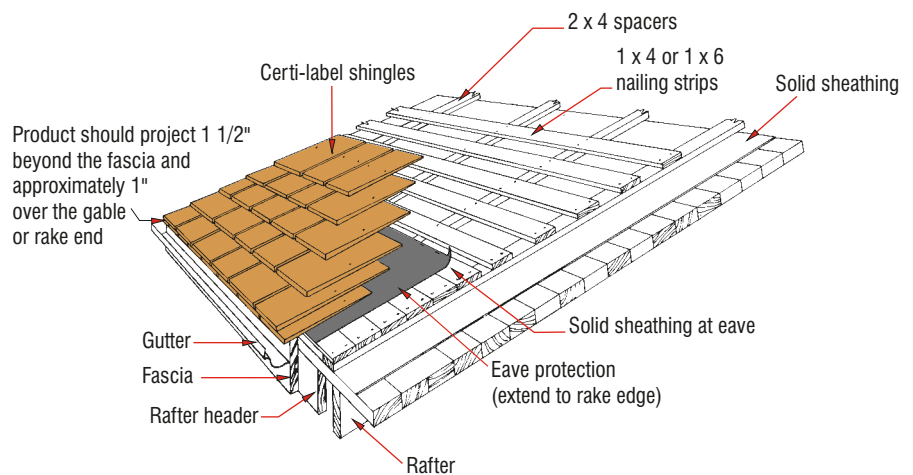 2 x 4 spacers
1 x 4 or 1 x 6
nailing strips
Certi-label shingles
Solid sheathing
Product should project 1 1/2"
beyond the fascia and
approximately 1"
over the gable
or rake end
Solid sheathing at eave
Gutter
Eave protection
(extend to rake edge)
Fascia
Rafter header
Rafter